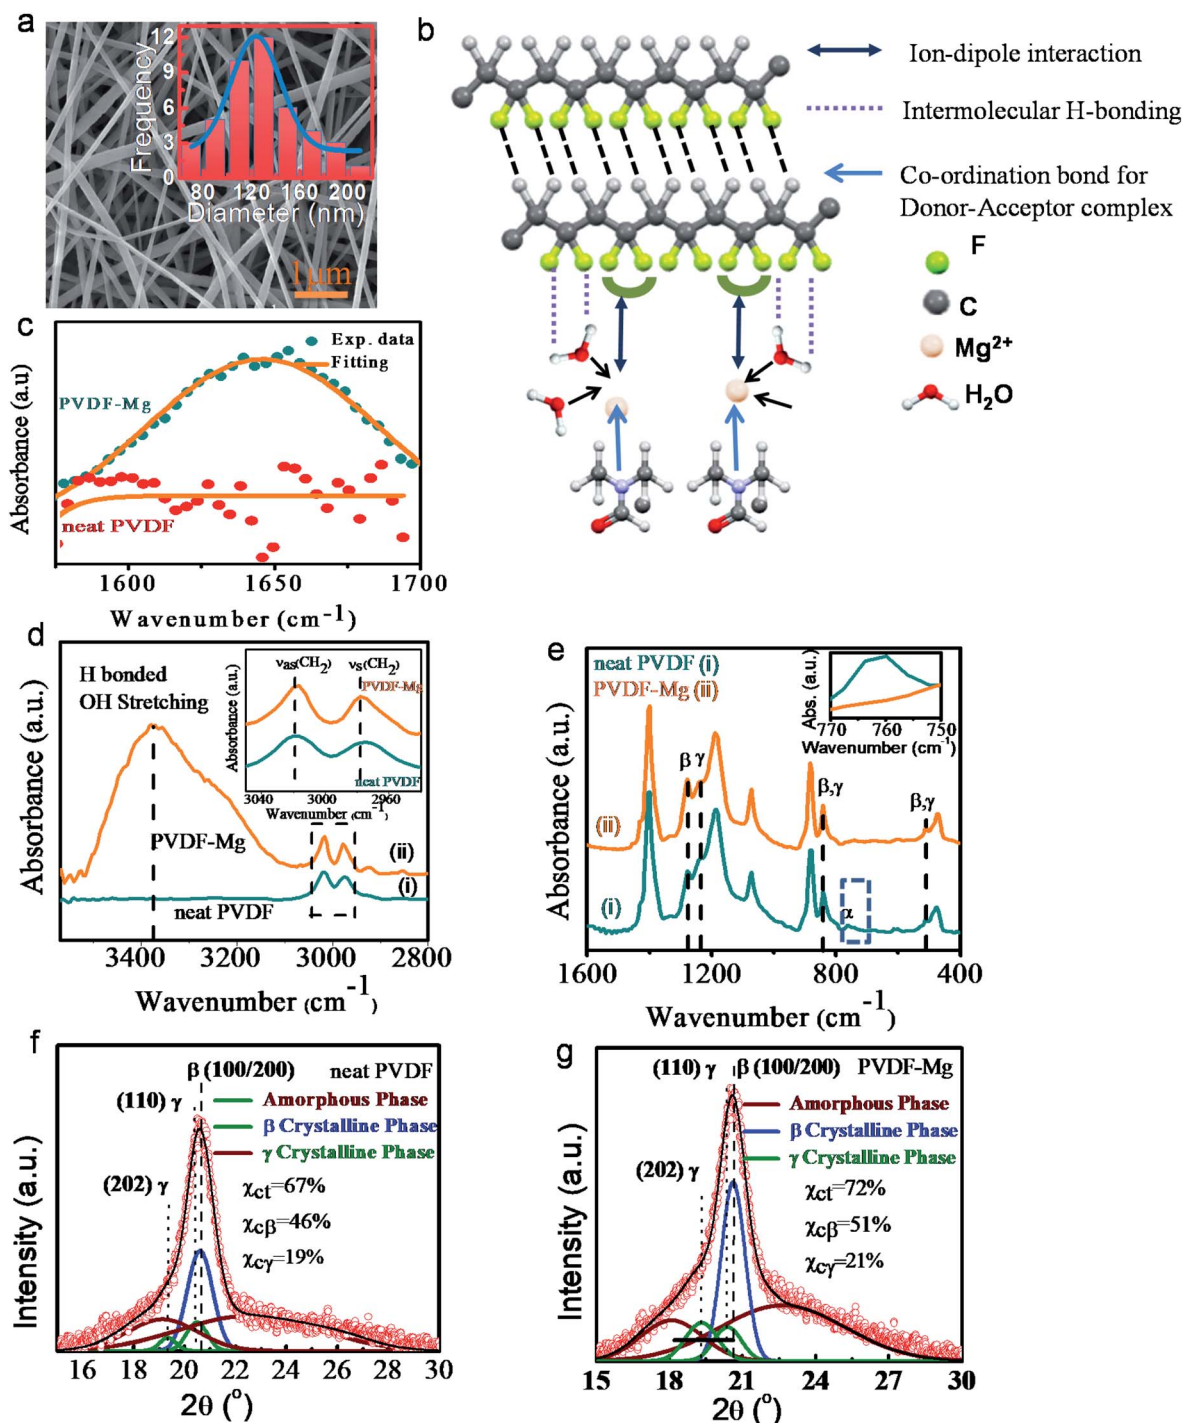 a
12
9
6
3
0
Frequency
80 120 160 200
Diameter (nm)
1μm
b
Ion-dipole interaction
Intermolecular H-bonding
Co-ordination bond for
Donor-Acceptor complex
F
C
Mg²⁺
H₂O
c
Exp. data
Fitting
PVDF-Mg
neat PVDF
Absorbance (a.u)
1600 1650 1700
Wavenumber (cm⁻¹)
d
H bonded
OH Stretching
PVDF-Mg
neat PVDF
(ii)
(i)
Absorbance (a.u.)
3400 3200 3000 2800
Wavenumber (cm⁻¹)
νas(CH₂) νs(CH₂)
PVDF-Mg
neat PVDF
Absorbance (a.u.)
3040 3000 2960
Wavenumber (cm⁻¹)
e
neat PVDF (i)
PVDF-Mg (ii)
Abs. (a.u.)
770 760 750
Wavenumber (cm⁻¹)
β γ
β,γ
β,γ
(ii)
(i)
α
Absorbance (a.u.)
1600 1200 800 400
Wavenumber (cm⁻¹)
f
β (100/200) neat PVDF
(110) γ
Amorphous Phase
β Crystalline Phase
γ Crystalline Phase
(202) γ
χct=67%
χcβ=46%
χcγ=19%
Intensity (a.u.)
16 18 20 22 24 26 28 30
2θ (°)
g
(110) γ β (100/200) PVDF-Mg
Amorphous Phase
β Crystalline Phase
γ Crystalline Phase
(202) γ
χct=72%
χcβ=51%
χcγ=21%
Intensity (a.u.)
15 18 21 24 27 30
2θ (°)